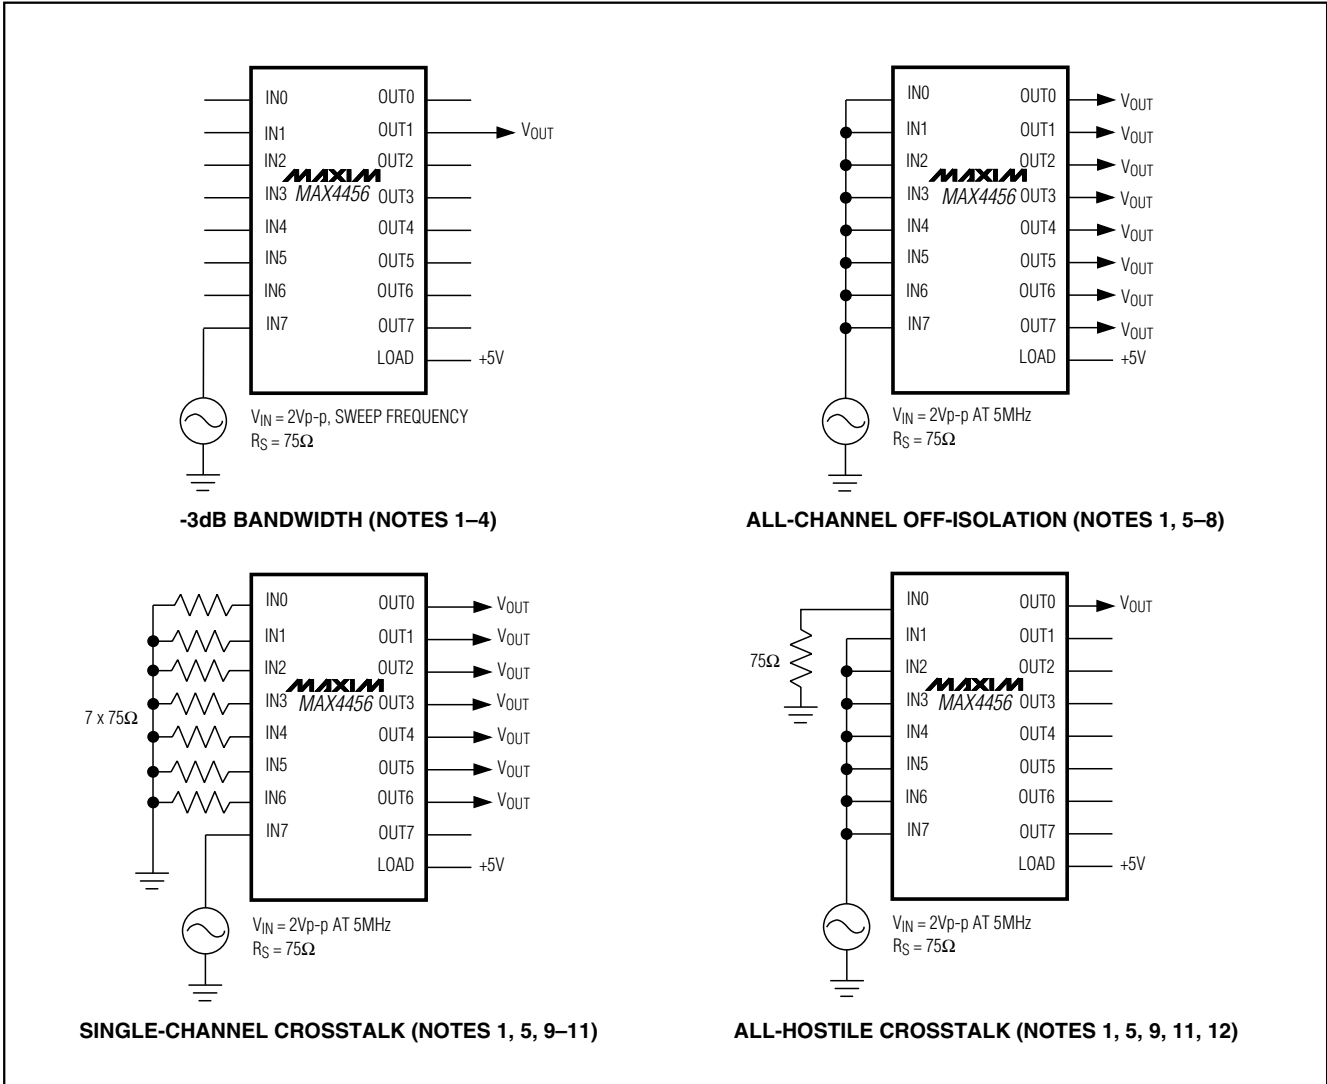 IN0 OUT0
IN1 OUT1 VOUT
IN2 OUT2
MAXIM
IN3 MAX4456 OUT3
IN4 OUT4
IN5 OUT5
IN6 OUT6
IN7 OUT7
LOAD +5V
VIN = 2Vp-p, SWEEP FREQUENCY
RS = 75Ω
-3dB BANDWIDTH (NOTES 1–4)
IN0 OUT0 VOUT
IN1 OUT1 VOUT
IN2 OUT2 VOUT
MAXIM
IN3 MAX4456 OUT3 VOUT
IN4 OUT4 VOUT
IN5 OUT5 VOUT
IN6 OUT6 VOUT
IN7 OUT7 VOUT
LOAD +5V
VIN = 2Vp-p AT 5MHz
RS = 75Ω
ALL-CHANNEL OFF-ISOLATION (NOTES 1, 5–8)
IN0 OUT0 VOUT
IN1 OUT1 VOUT
IN2 OUT2 VOUT
MAXIM
IN3 MAX4456 OUT3 VOUT
7 x 75Ω
IN4 OUT4 VOUT
IN5 OUT5 VOUT
IN6 OUT6 VOUT
IN7 OUT7
LOAD +5V
VIN = 2Vp-p AT 5MHz
RS = 75Ω
SINGLE-CHANNEL CROSSTALK (NOTES 1, 5, 9–11)
IN0 OUT0 VOUT
IN1 OUT1
75Ω
IN2 OUT2
MAXIM
IN3 MAX4456 OUT3
IN4 OUT4
IN5 OUT5
IN6 OUT6
IN7 OUT7
LOAD +5V
VIN = 2Vp-p AT 5MHz
RS = 75Ω
ALL-HOSTILE CROSSTALK (NOTES 1, 5, 9, 11, 12)